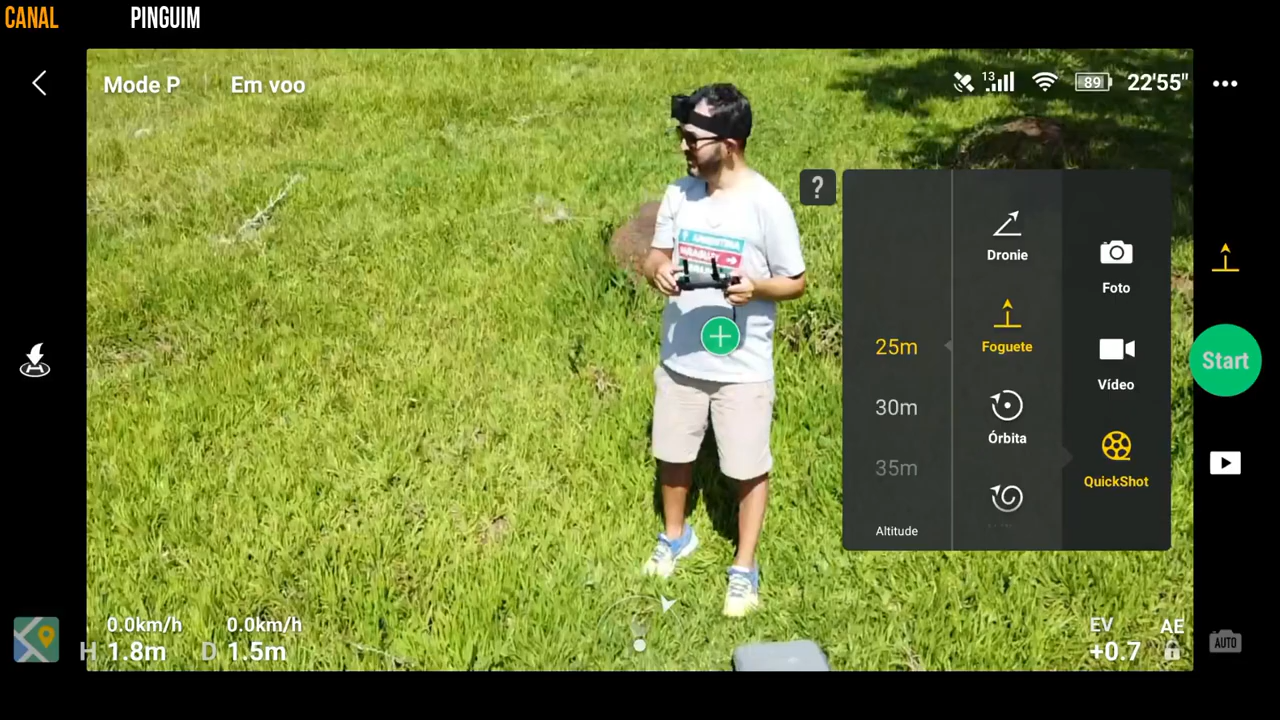 CANAL PINGUIM
Mode P Em voo 13 89 22'55"
?
Dronie
Foto
25m
Foguete
Start
Vídeo
30m
Órbita
35m
QuickShot
Altitude
0.0km/h 0.0km/h
H 1.8m D 1.5m
EV AE
+0.7
AUTO